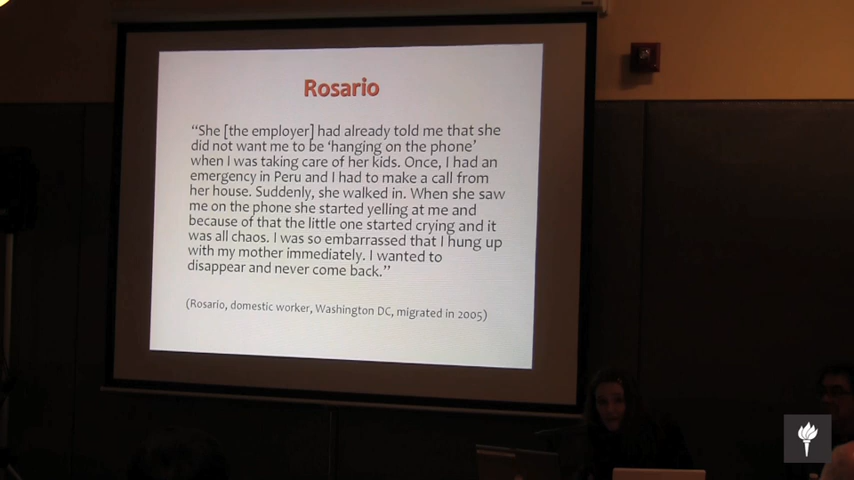 Rosario
“She [the employer] had already told me that she
did not want me to be ‘hanging on the phone’
when I was taking care of her kids. Once, I had an
emergency in Peru and I had to make a call from
her house. Suddenly, she walked in. When she saw
me on the phone she started yelling at me and
because of that the little one started crying and it
was all chaos. I was so embarrassed that I hung up
with my mother immediately. I wanted to
disappear and never come back.”
(Rosario, domestic worker, Washington DC, migrated in 2005)